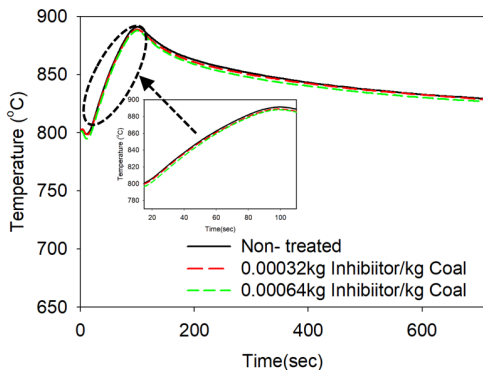 900
850
800
750
700
650
Temperature (°C)
900
880
860
840
820
800
780
Temperature (°C)
20 40 60 80 100
Time(sec)
Non- treated
0.00032kg Inhibiitor/kg Coal
0.00064kg Inhibiitor/kg Coal
0 200 400 600
Time(sec)